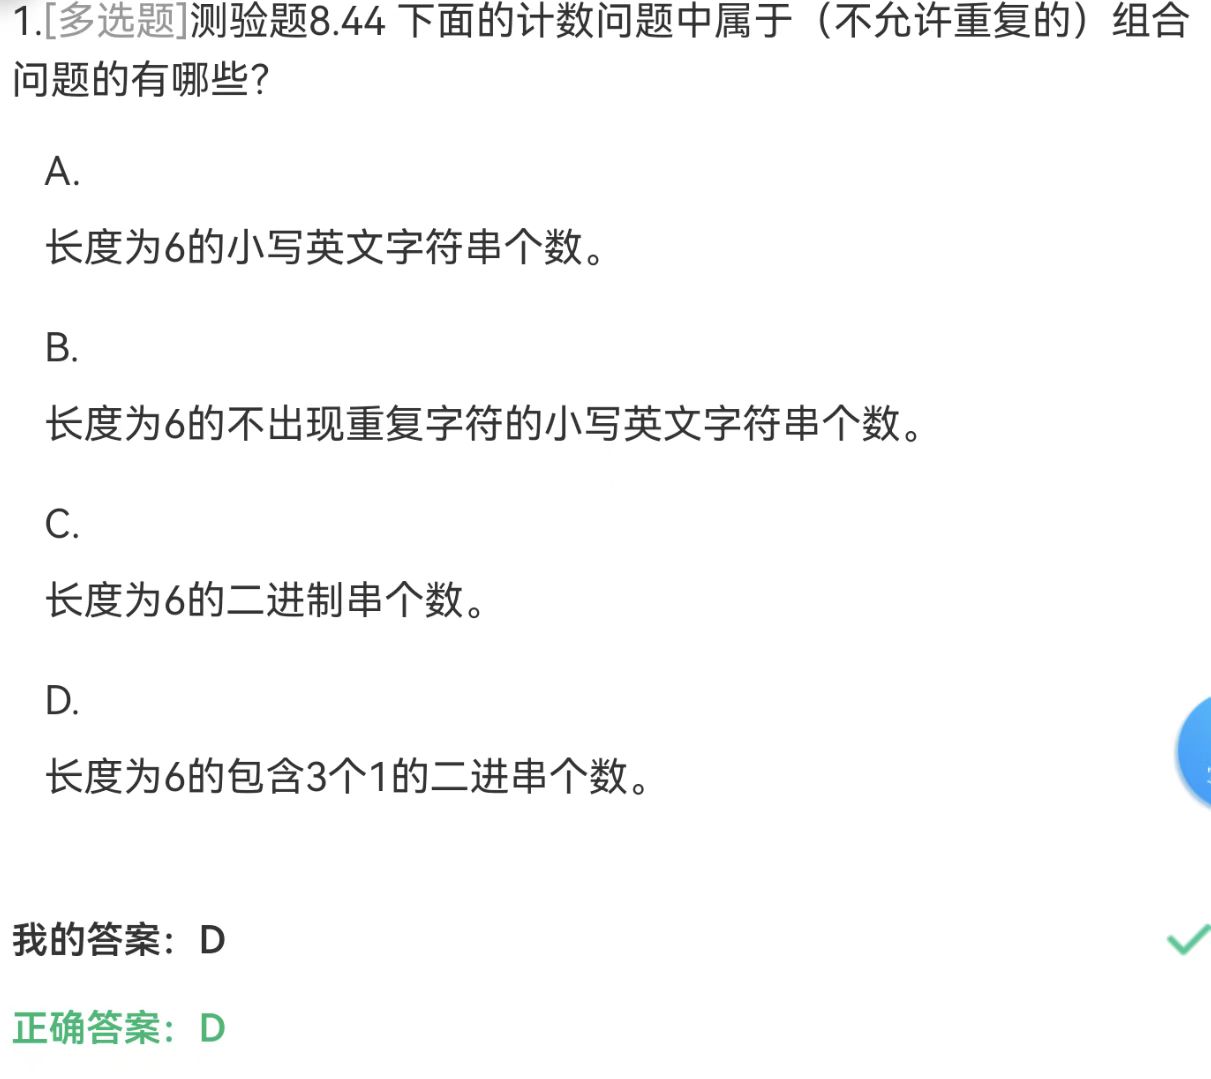 1.[多选题]测验题8.44 下面的计数问题中属于（不允许重复的）组合
问题的有哪些？
A.
长度为6的小写英文字符串个数。
B.
长度为6的不出现重复字符的小写英文字符串个数。
C.
长度为6的二进制串个数。
D.
长度为6的包含3个1的二进串个数。
我的答案：D
正确答案：D